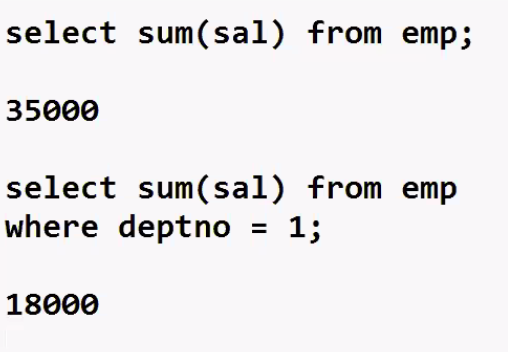 select sum(sal) from emp;
35000
select sum(sal) from emp
where deptno = 1;
18000